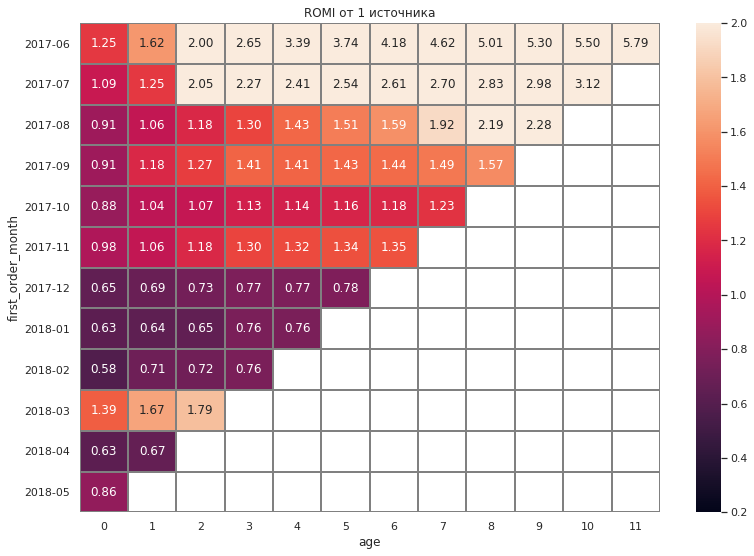 ROMI от 1 источника
first_order_month
2017-06 1.25 1.62 2.00 2.65 3.39 3.74 4.18 4.62 5.01 5.30 5.50 5.79
2017-07 1.09 1.25 2.05 2.27 2.41 2.54 2.61 2.70 2.83 2.98 3.12
2017-08 0.91 1.06 1.18 1.30 1.43 1.51 1.59 1.92 2.19 2.28
2017-09 0.91 1.18 1.27 1.41 1.41 1.43 1.44 1.49 1.57
2017-10 0.88 1.04 1.07 1.13 1.14 1.16 1.18 1.23
2017-11 0.98 1.06 1.18 1.30 1.32 1.34 1.35
2017-12 0.65 0.69 0.73 0.77 0.77 0.78
2018-01 0.63 0.64 0.65 0.76 0.76
2018-02 0.58 0.71 0.72 0.76
2018-03 1.39 1.67 1.79
2018-04 0.63 0.67
2018-05 0.86
0 1 2 3 4 5 6 7 8 9 10 11
age
2.0
1.8
1.6
1.4
1.2
1.0
0.8
0.6
0.4
0.2